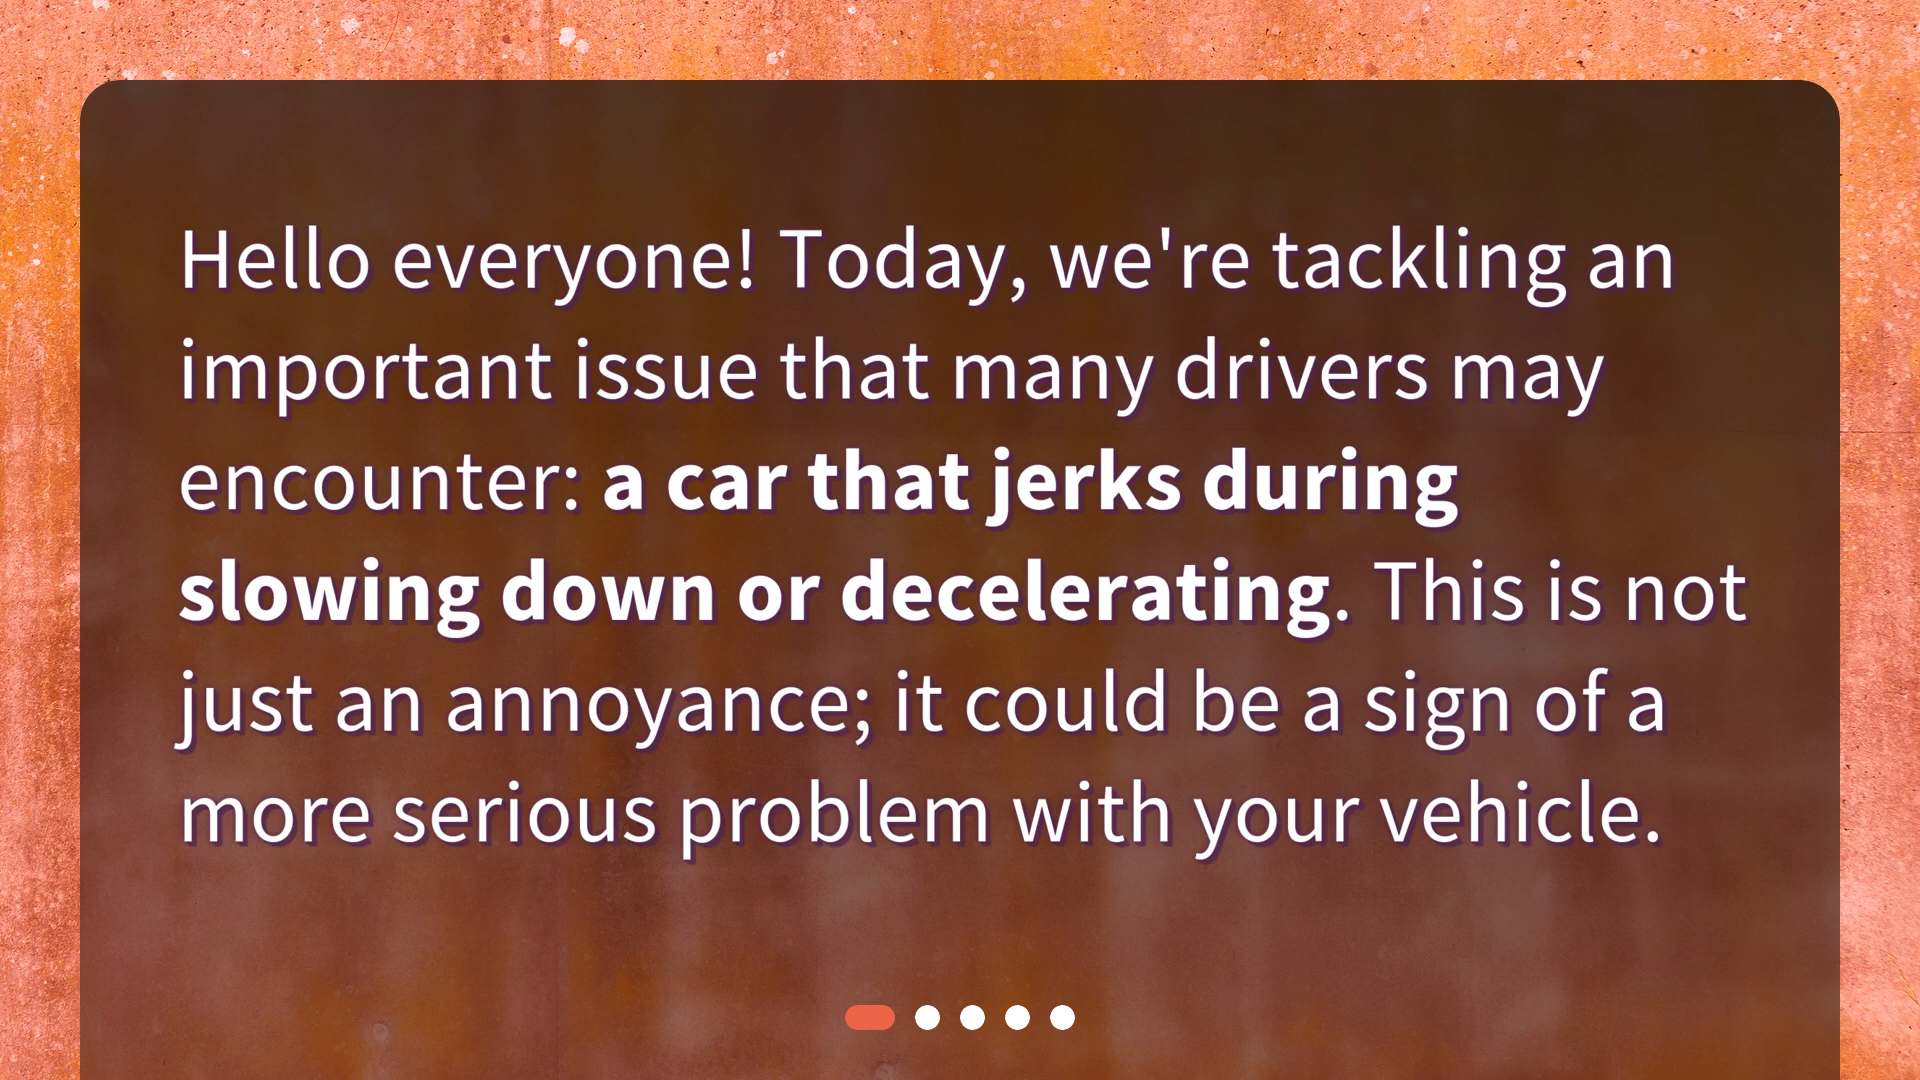 Hello everyone! Today, we're tackling an
important issue that many drivers may
encounter: a car that jerks during
slowing down or decelerating. This is not
just an annoyance; it could be a sign of a
more serious problem with your vehicle.